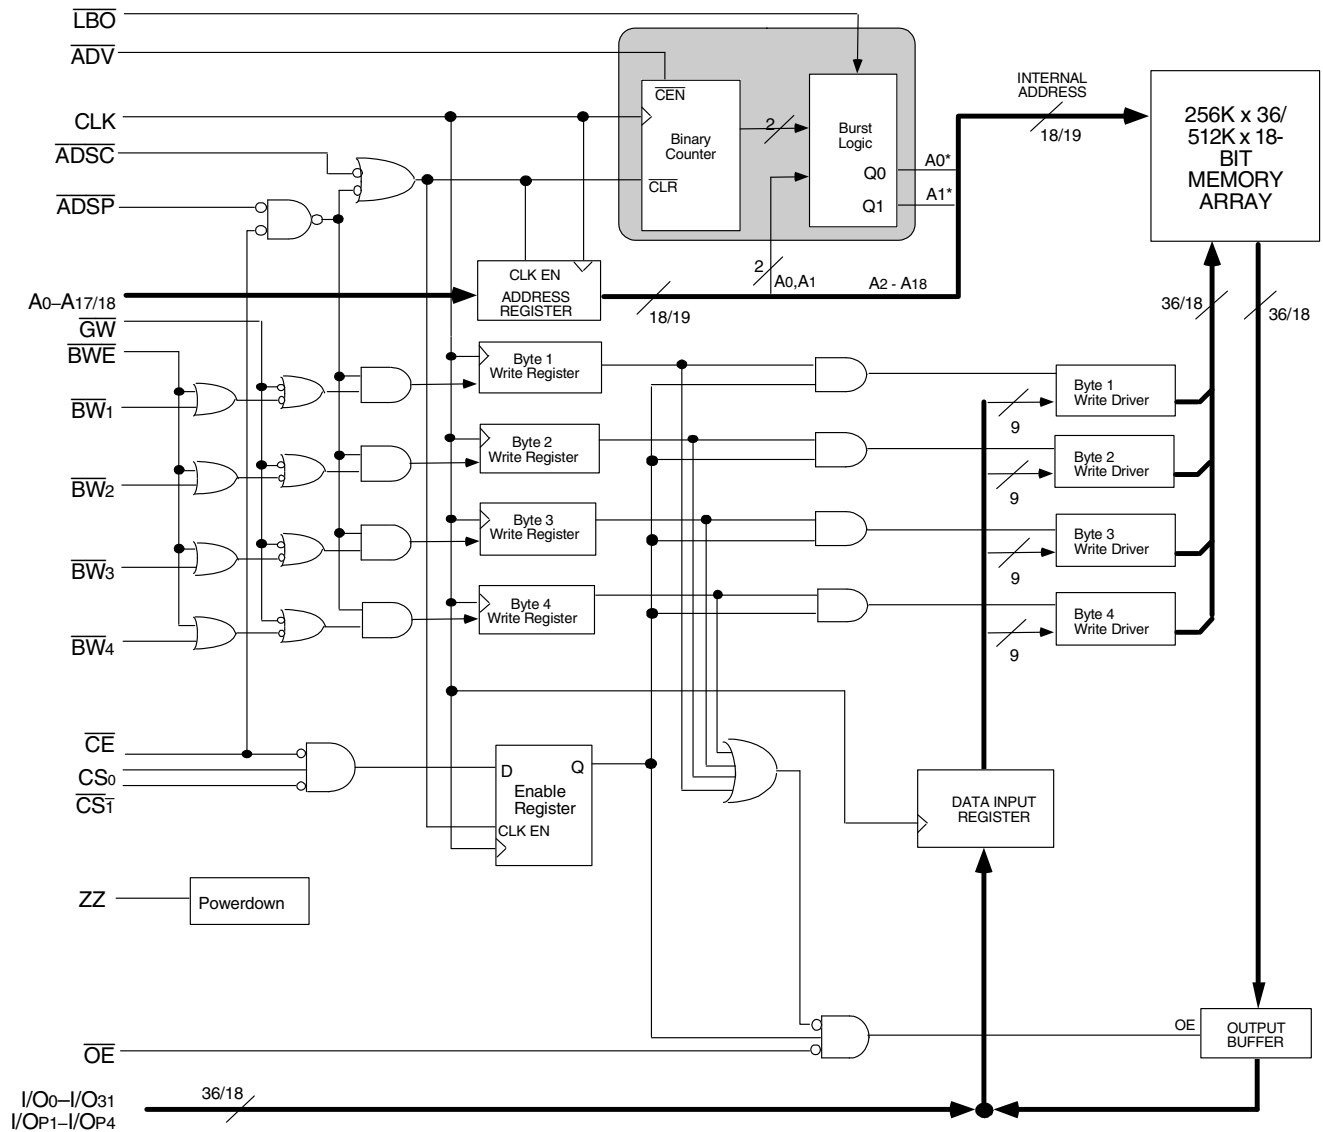 LBO
ADV
CLK
ADSC
ADSP
A0–A17/18
GW
BWE
BW1
BW2
BW3
BW4
CE
CS0
CS1
ZZ
OE
I/O0–I/O31
I/OP1–I/OP4
36/18
CEN
Binary
Counter
CLR
2
Burst
Logic
Q0
Q1
A0*
A1*
2
A0,A1
A2 - A18
INTERNAL
ADDRESS
18/19
256K x 36/
512K x 18-
BIT
MEMORY
ARRAY
CLK EN
ADDRESS
REGISTER
18/19
36/18
36/18
Byte 1
Write Register
Byte 2
Write Register
Byte 3
Write Register
Byte 4
Write Register
Byte 1
Write Driver
9
Byte 2
Write Driver
9
Byte 3
Write Driver
9
Byte 4
Write Driver
9
D
Q
Enable
Register
CLK EN
DATA INPUT
REGISTER
Powerdown
OE
OUTPUT
BUFFER